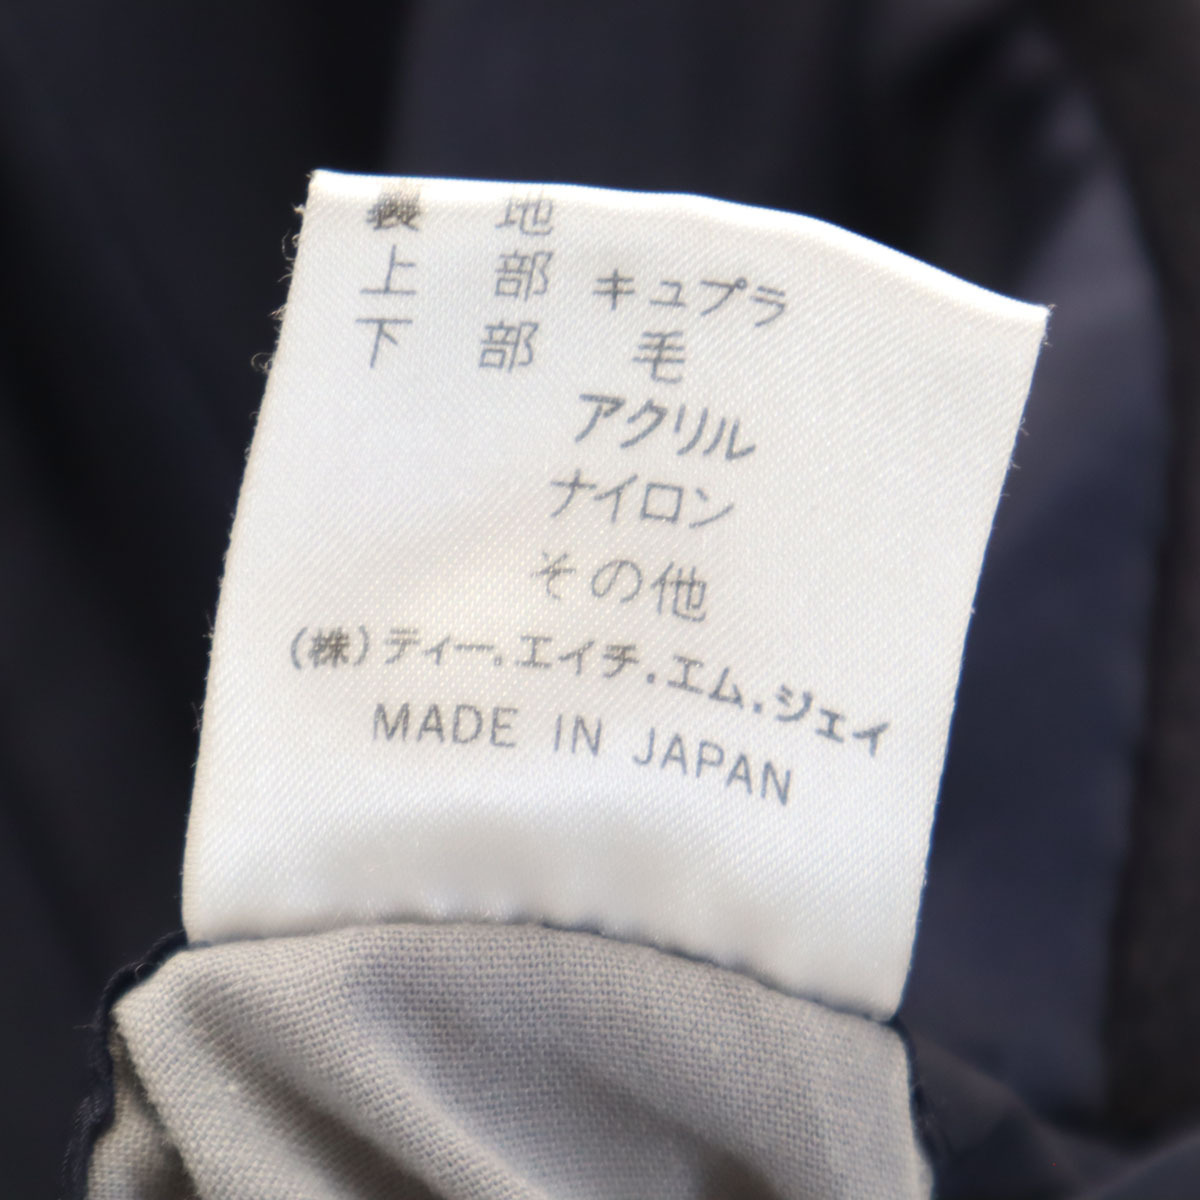 地
上部 キュプラ
下部 毛
アクリル
ナイロン
その他
(株)ティー.エイチ.エム.ジェイ
MADE IN JAPAN